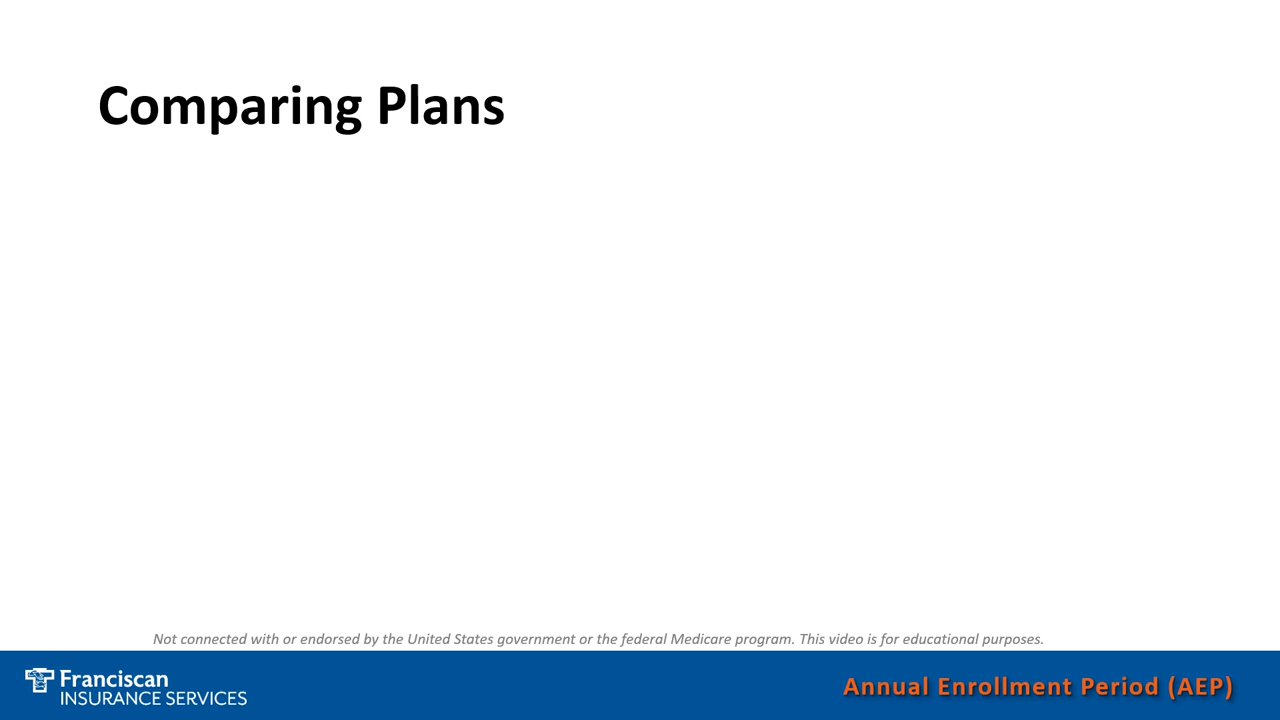 Comparing Plans
Not connected with or endorsed by the United States government or the federal Medicare program. This video is for educational purposes.
Franciscan
INSURANCE SERVICES
Annual Enrollment Period (AEP)